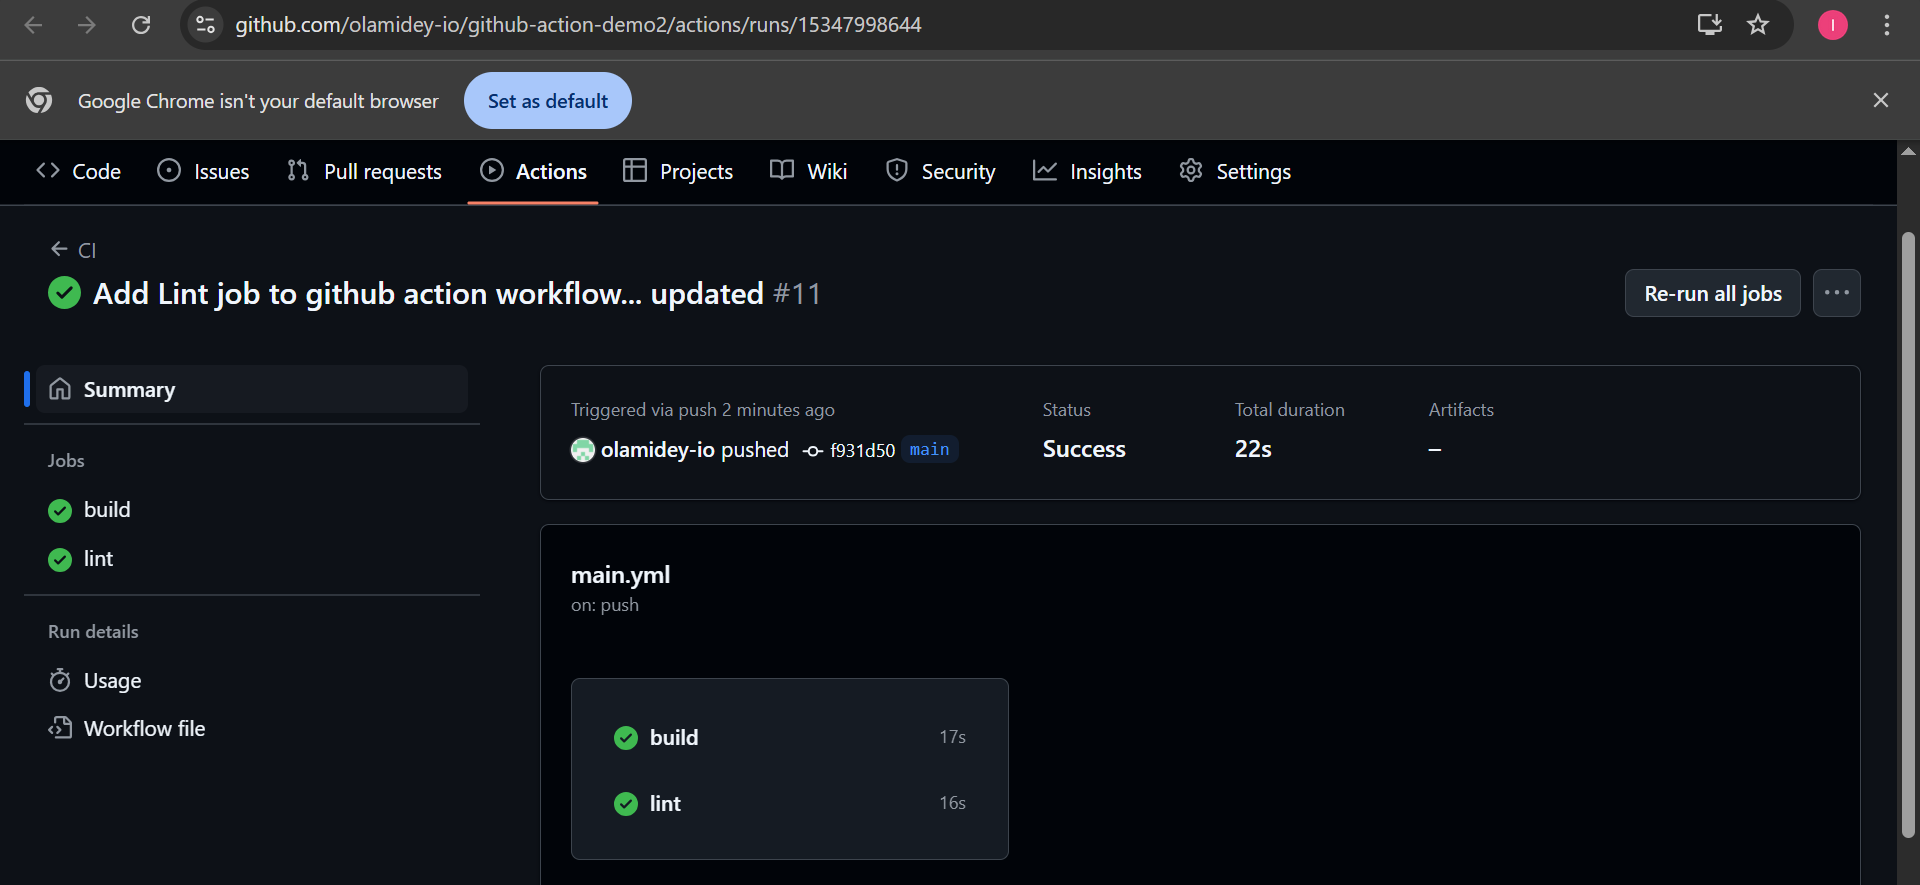 github.com/olamidey-io/github-action-demo2/actions/runs/15347998644
I
Google Chrome isn't your default browser
Set as default
Code
Issues
Pull requests
Actions
Projects
Wiki
Security
Insights
Settings
CI
Add Lint job to github action workflow... updated #11
Re-run all jobs
Summary
Jobs
build
lint
Run details
Usage
Workflow file
Triggered via push 2 minutes ago
olamidey-io pushed f931d50 main
Status
Success
Total duration
22s
Artifacts
–
main.yml
on: push
build 17s
lint 16s